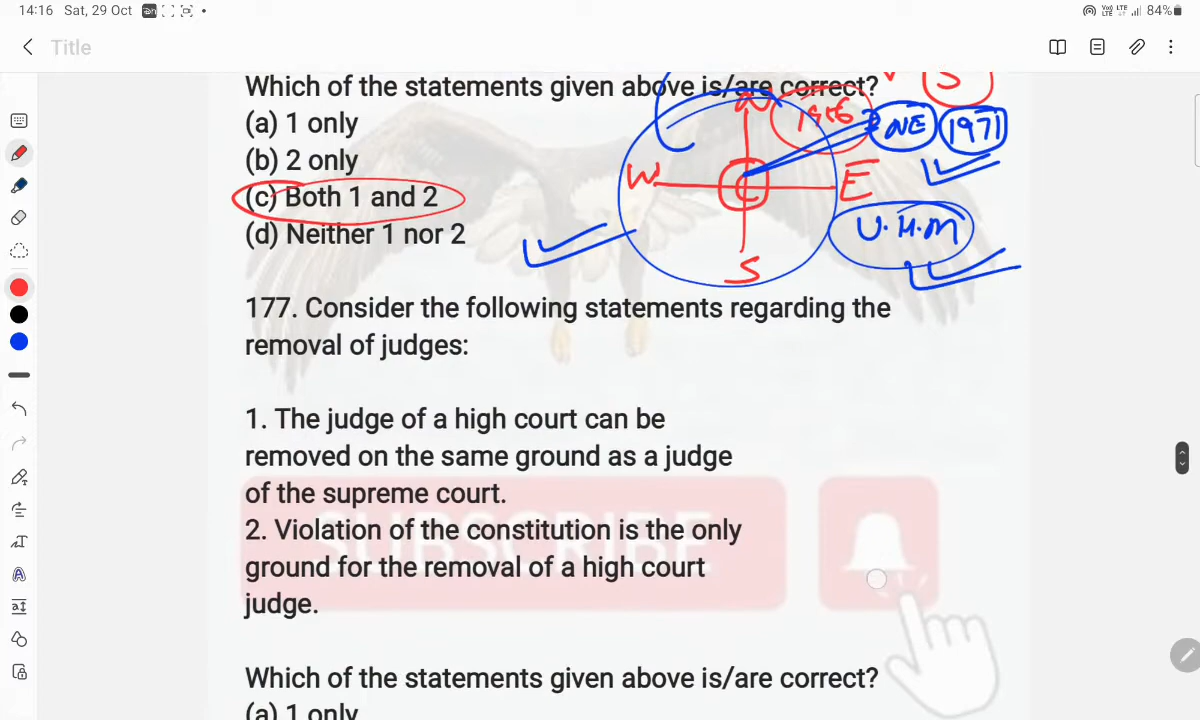 14:16 Sat, 29 Oct
84%
Title
Which of the statements given above is/are correct?
S
(a) 1 only
N
NE 1971
(b) 2 only
W E
C
(c) Both 1 and 2
U.H.M
(d) Neither 1 nor 2
S
177. Consider the following statements regarding the
removal of judges:
1. The judge of a high court can be
removed on the same ground as a judge
of the supreme court.
2. Violation of the constitution is the only
ground for the removal of a high court
judge.
SUBSCRIBE
Which of the statements given above is/are correct?
(a) 1 only